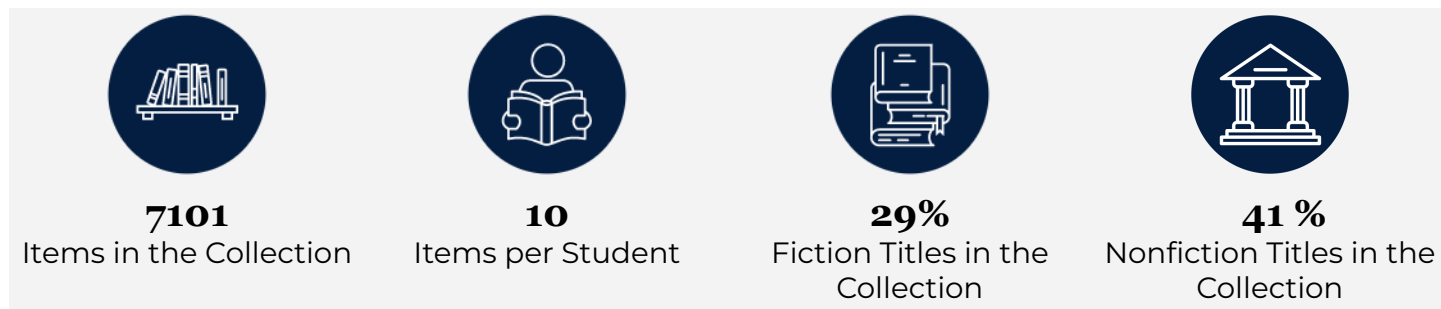 7101
Items in the Collection
10
Items per Student
29%
Fiction Titles in the
Collection
41 %
Nonfiction Titles in the
Collection